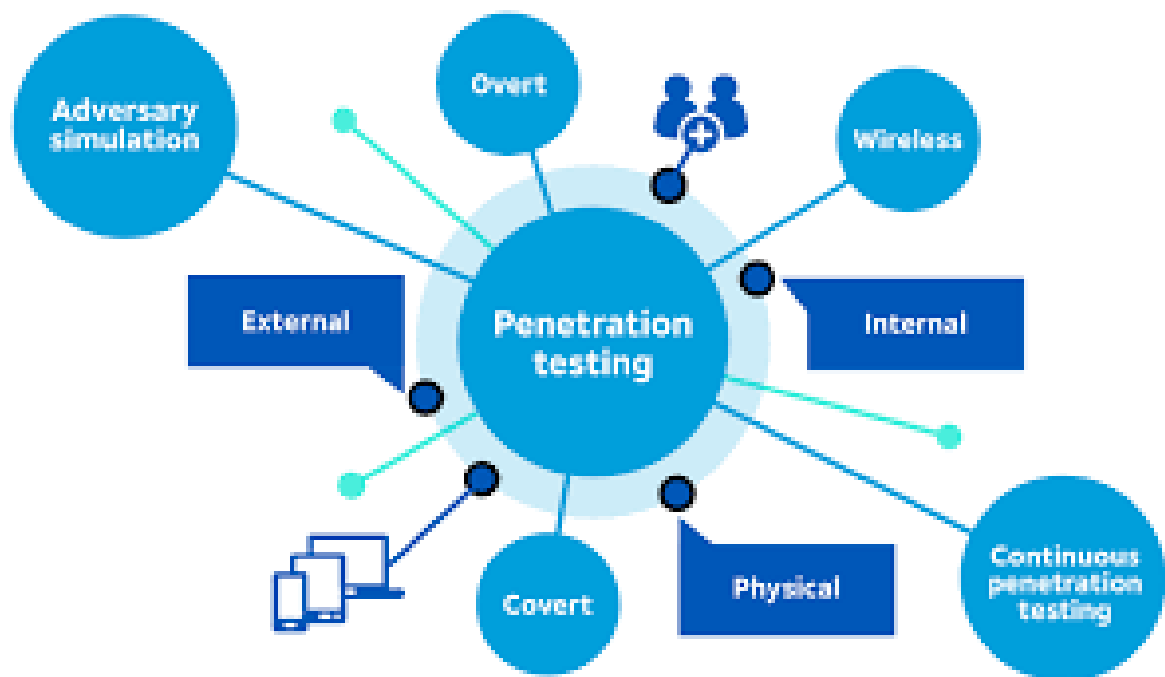 Adversary
simulation
Overt
Wireless
External
Penetration
testing
Internal
Covert
Physical
Continuous
penetration
testing